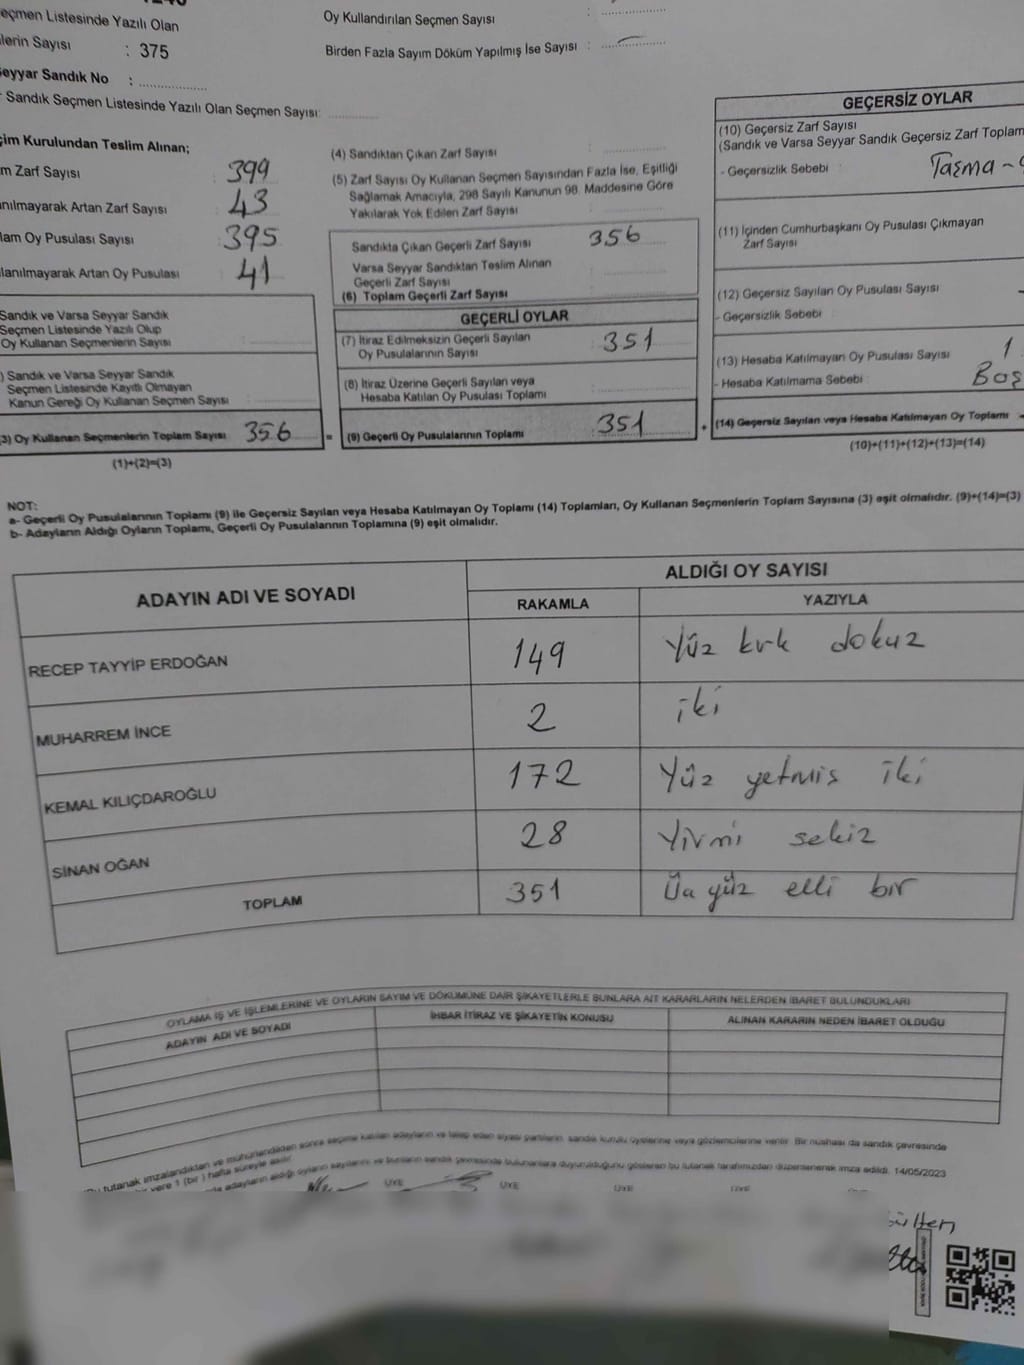 eçmen Listesinde Yazılı Olan
lerin Sayısı : 375
eyyar Sandık No :
Sandık Seçmen Listesinde Yazılı Olan Seçmen Sayısı:
Oy Kullandırılan Seçmen Sayısı :
Birden Fazla Sayım Döküm Yapılmış İse Sayısı :
çim Kurulundan Teslim Alınan;
m Zarf Sayısı : 399
anılmayarak Artan Zarf Sayısı : 43
lam Oy Pusulası Sayısı : 395
lanılmayarak Artan Oy Pusulası : 41
Sandık ve Varsa Seyyar Sandık
Seçmen Listesinde Yazılı Olup
Oy Kullanan Seçmenlerin Sayısı
) Sandık ve Varsa Seyyar Sandık
Seçmen Listesinde Kayıtlı Olmayan
Kanun Gereği Oy Kullanan Seçmen Sayısı
3) Oy Kullanan Seçmenlerin Toplam Sayısı 356 =
(1)+(2)=(3)
(4) Sandıktan Çıkan Zarf Sayısı :
(5) Zarf Sayısı Oy Kullanan Seçmen Sayısından Fazla İse, Eşitliği
Sağlamak Amacıyla, 298 Sayılı Kanunun 98. Maddesine Göre
Yakılarak Yok Edilen Zarf Sayısı :
Sandıkta Çıkan Geçerli Zarf Sayısı : 356
Varsa Seyyar Sandıktan Teslim Alınan
Geçerli Zarf Sayısı
(6) Toplam Geçerli Zarf Sayısı
GEÇERLİ OYLAR
(7) İtiraz Edilmeksizin Geçerli Sayılan
Oy Pusulalarının Sayısı : 351
(8) İtiraz Üzerine Geçerli Sayılan veya
Hesaba Katılan Oy Pusulası Toplamı
(9) Geçerli Oy Pusulalarının Toplamı 351 +
GEÇERSİZ OYLAR
(10) Geçersiz Zarf Sayısı
(Sandık ve Varsa Seyyar Sandık Geçersiz Zarf Toplam
- Geçersizlik Sebebi : Taşma -
(11) İçinden Cumhurbaşkanı Oy Pusulası Çıkmayan
Zarf Sayısı
(12) Geçersiz Sayılan Oy Pusulası Sayısı
- Geçersizlik Sebebi :
(13) Hesaba Katılmayan Oy Pusulası Sayısı : 1
- Hesaba Katılmama Sebebi : Boş
(14) Geçersiz Sayılan veya Hesaba Katılmayan Oy Toplamı
(10)+(11)+(12)+(13)=(14)
NOT:
a- Geçerli Oy Pusulalarının Toplamı (9) ile Geçersiz Sayılan veya Hesaba Katılmayan Oy Toplamı (14) Toplamları, Oy Kullanan Seçmenlerin Toplam Sayısına (3) eşit olmalıdır. (9)+(14)=(3)
b- Adayların Aldığı Oyların Toplamı, Geçerli Oy Pusulalarının Toplamına (9) eşit olmalıdır.
ADAYIN ADI VE SOYADI
ALDIĞI OY SAYISI
RAKAMLA YAZIYLA
RECEP TAYYİP ERDOĞAN 149 Yüz kırk dokuz
MUHARREM İNCE 2 iki
KEMAL KILIÇDAROĞLU 172 Yüz yetmis iki
SİNAN OĞAN 28 Yirmi sekiz
TOPLAM 351 Üç yüz elli bir
OYLAMA İŞ VE İŞLEMLERİNE VE OYLARIN SAYIM VE DÖKÜMÜNE DAİR ŞİKAYETLERLE BUNLARA AİT KARARLARIN NELERDEN İBARET BULUNDUKLARI
ADAYIN ADI VE SOYADI İHBAR İTİRAZ VE ŞİKAYETİN KONUSU ALINAN KARARIN NEDEN İBARET OLDUĞU
tutanak imzalandıktan ve mühürlendikten sonra seçime katılan adayların ve talep eden siyasi partilerin sandık kurulu üyelerine veya gözlemcilerine verilir. Bir nüshası da sandık çevresinde
yere 1 (bir) hafta süreyle asılır.
adayların aldığı oyların sayılarını ve bunların sandık çevresinde bulunanlara duyurulduğunu gösteren bu tutanak tarafımızdan düzenlenerek imza edildi. 14/05/2023
ÜYE ÜYE ÜYE ÜYE